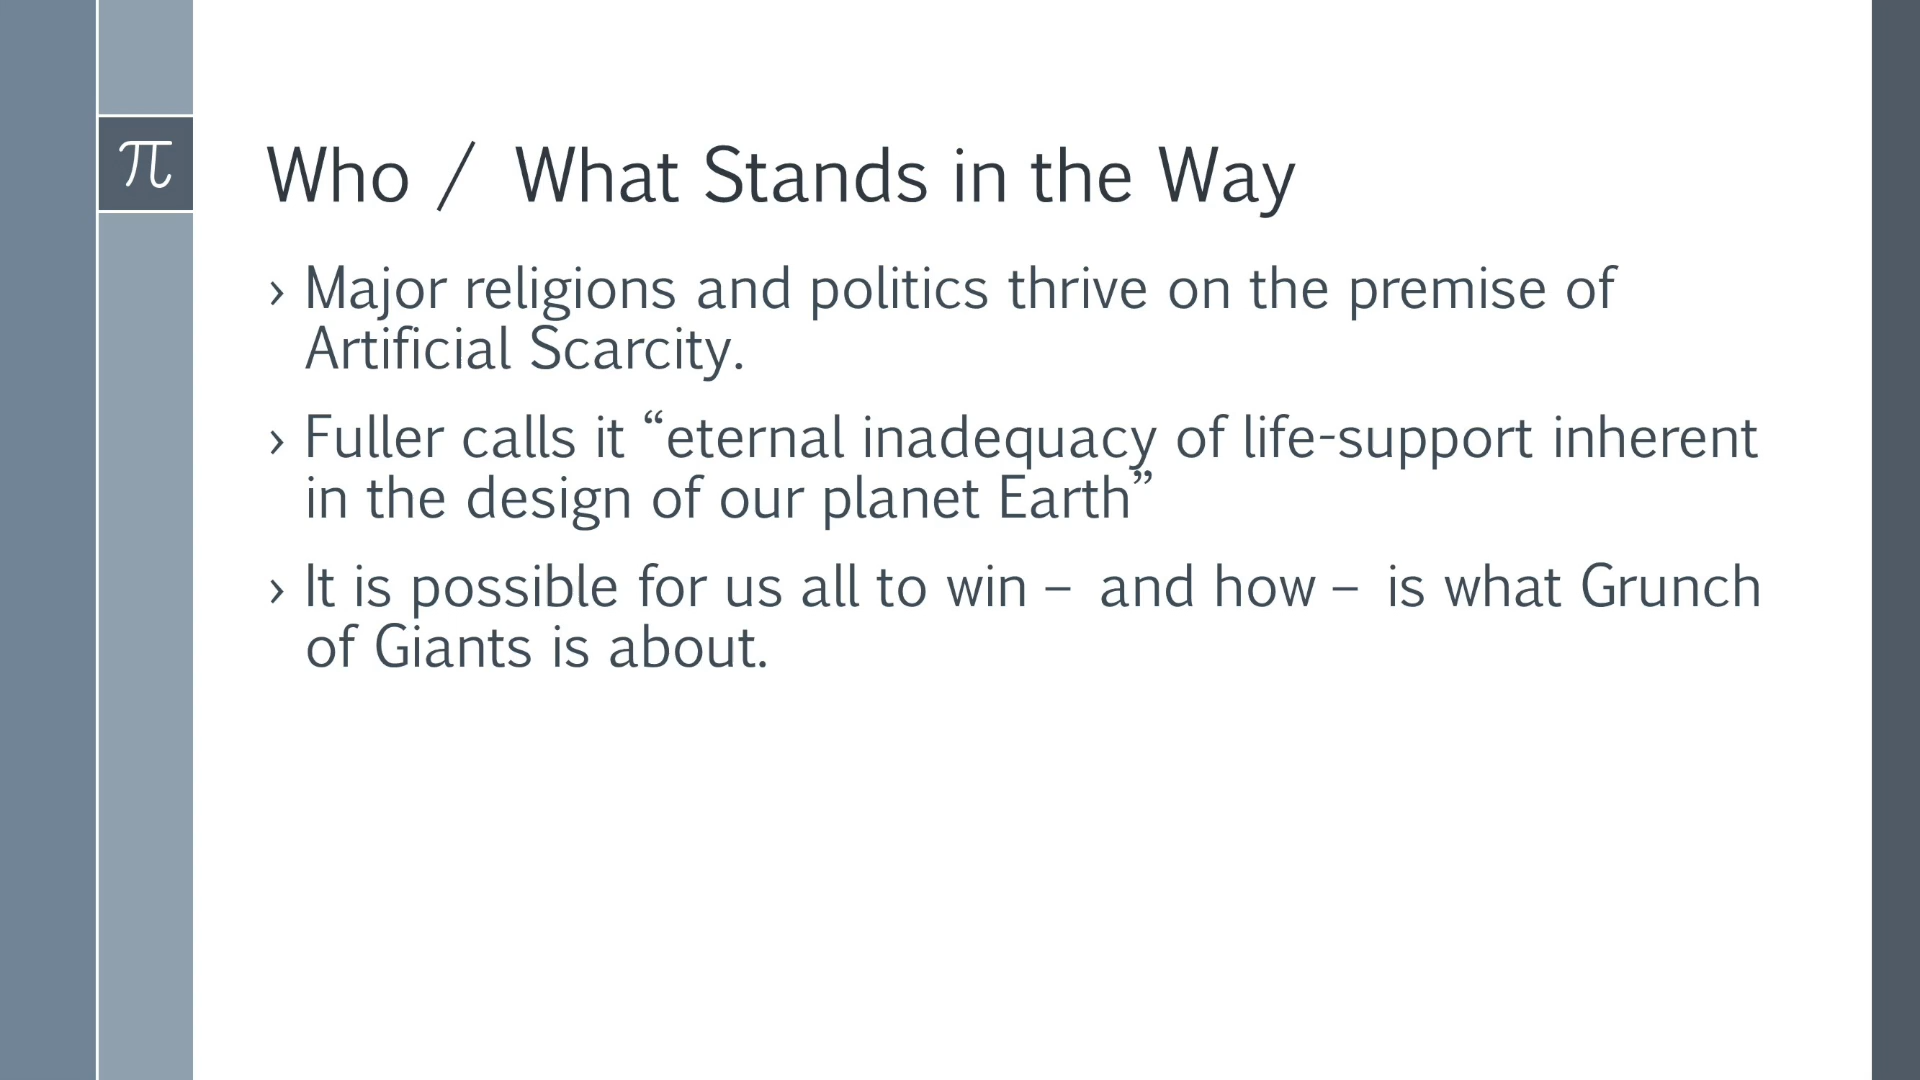 π
Who / What Stands in the Way
› Major religions and politics thrive on the premise of
Artificial Scarcity.
› Fuller calls it “eternal inadequacy of life-support inherent
in the design of our planet Earth”
› It is possible for us all to win – and how – is what Grunch
of Giants is about.